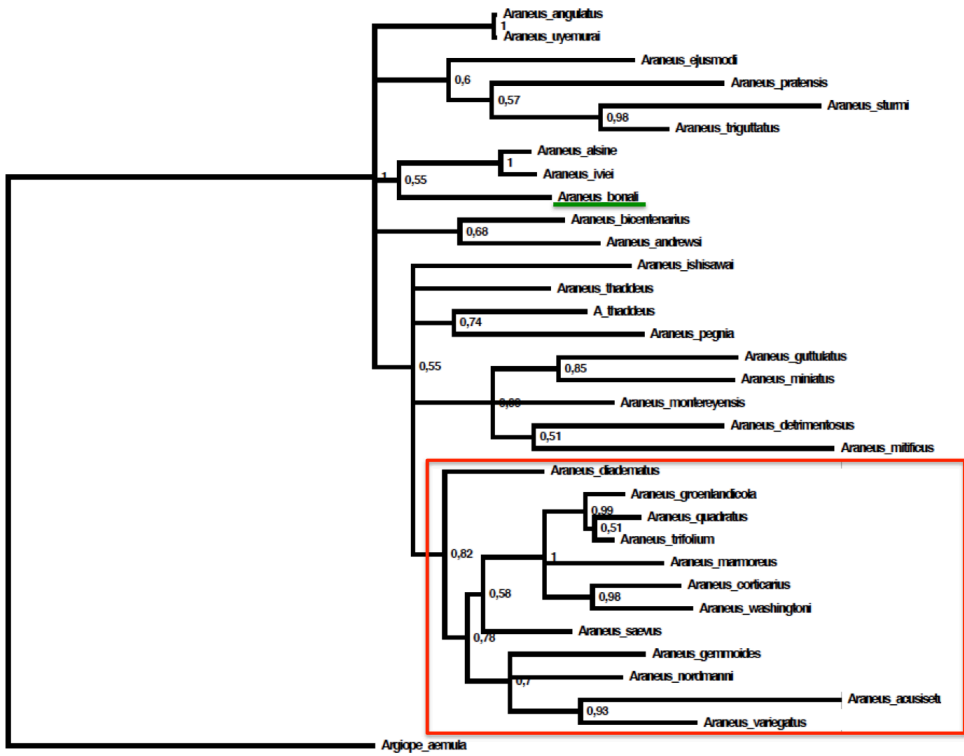 Araneus_angulatus
1
Araneus_uyemurai
Araneus_ejusmodi
0,6
Araneus_pratensis
0,57
Araneus_sturmi
0,98
Araneus_triguttatus
Araneus_alsine
1
Araneus_iviei
1
0,55
Araneus_bonali
Araneus_bicentenarius
0,68
Araneus_andrewsi
Araneus_ishisawai
Araneus_thaddeus
A_thaddeus
0,74
Araneus_pegnia
Araneus_guttulatus
0,55
0,85
Araneus_miniatus
Araneus_montereyensis
Araneus_detrimentosus
0,51
Araneus_mitificus
Araneus_diadematus
Araneus_groenlandicola
0,99
Araneus_quadratus
0,51
Araneus_trifolium
0,82
1
Araneus_marmoreus
Araneus_corticarius
0,58
0,98
Araneus_washingtoni
Araneus_saevus
0,78
Araneus_gemmoides
Araneus_nordmanni
0,7
Araneus_acusisetu
0,93
Araneus_variegatus
Argiope_aemula